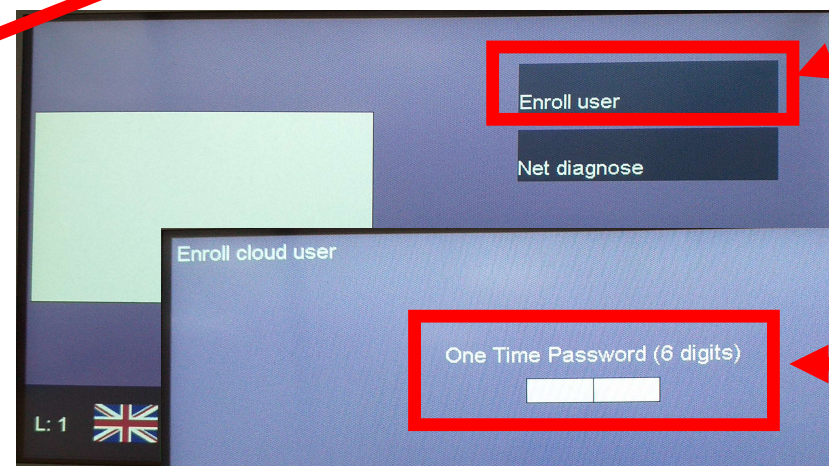 Enroll user
Net diagnose
Enroll cloud user
One Time Password (6 digits)
L: 1